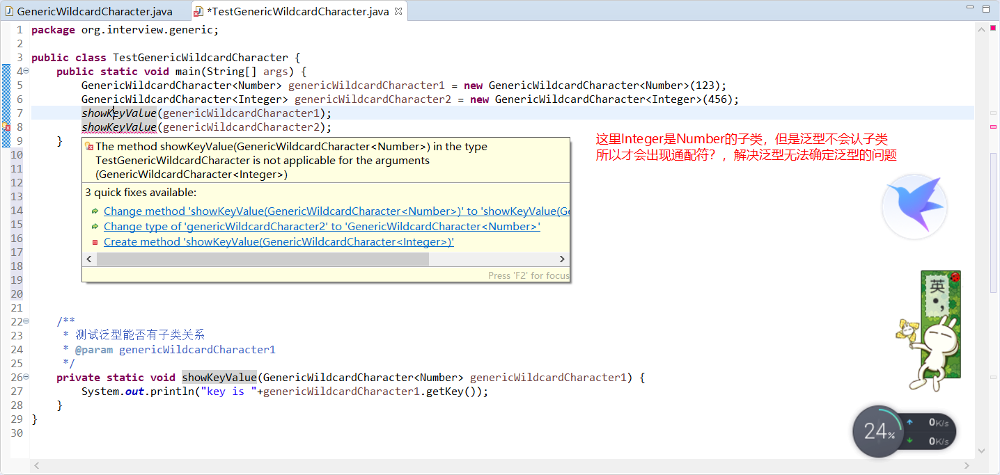 GenericWildcardCharacter.java
*TestGenericWildcardCharacter.java
1 package org.interview.generic;
2
3 public class TestGenericWildcardCharacter {
4 public static void main(String[] args) {
5 GenericWildcardCharacter<Number> genericWildcardCharacter1 = new GenericWildcardCharacter<Number>(123);
6 GenericWildcardCharacter<Integer> genericWildcardCharacter2 = new GenericWildcardCharacter<Integer>(456);
7 showKeyValue(genericWildcardCharacter1);
8 showKeyValue(genericWildcardCharacter2);
9 }
这里Integer是Number的子类，但是泛型不会认子类
所以才会出现通配符？，解决泛型无法确定泛型的问题
The method showKeyValue(GenericWildcardCharacter<Number>) in the type
TestGenericWildcardCharacter is not applicable for the arguments
(GenericWildcardCharacter<Integer>)
3 quick fixes available:
Change method 'showKeyValue(GenericWildcardCharacter<Number>)' to 'showKeyValue(Ge
Change type of 'genericWildcardCharacter2' to 'GenericWildcardCharacter<Number>'
Create method 'showKeyValue(GenericWildcardCharacter<Integer>)'
Press 'F2' for focus
10
11
12
13
14
15
16
17
18
19
20
21
22 /**
23 * 测试泛型能否有子类关系
24 * @param genericWildcardCharacter1
25 */
26 private static void showKeyValue(GenericWildcardCharacter<Number> genericWildcardCharacter1) {
27 System.out.println("key is "+genericWildcardCharacter1.getKey());
28 }
29 }
30
英
24%
0K/s
0K/s